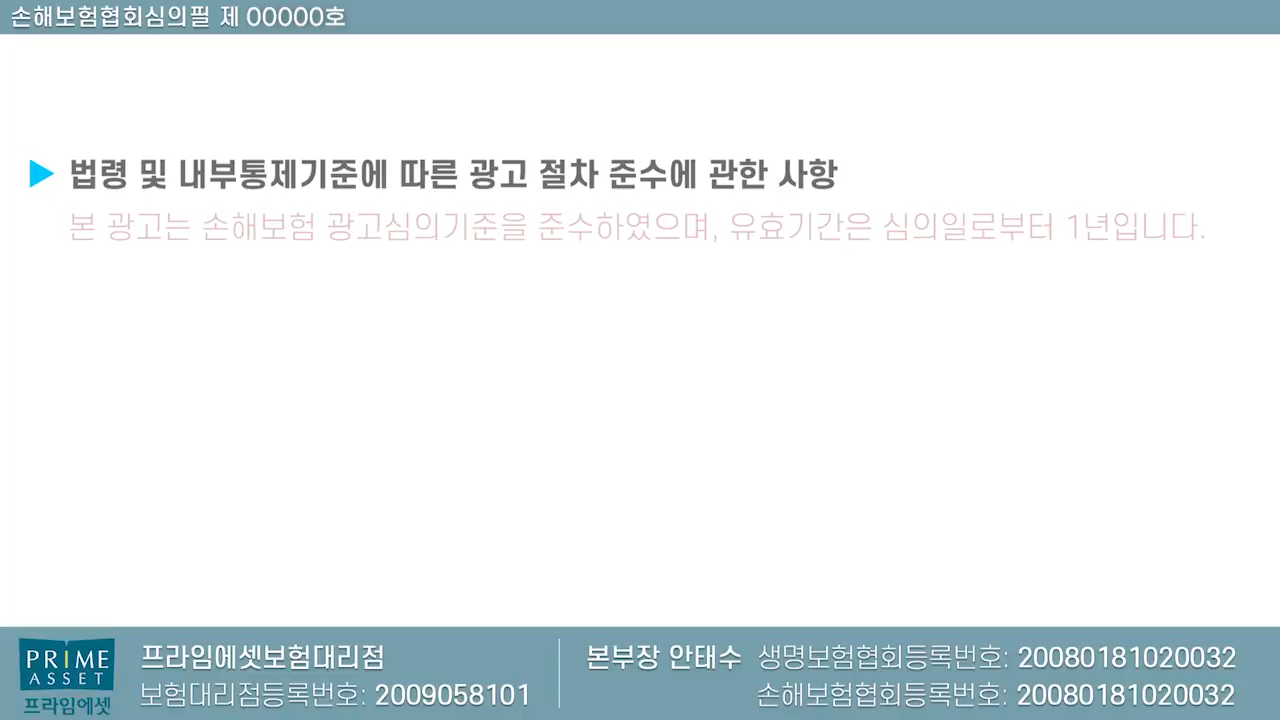 손해보험협회심의필 제 00000호
▶ 법령 및 내부통제기준에 따른 광고 절차 준수에 관한 사항
본 광고는 손해보험 광고심의기준을 준수하였으며, 유효기간은 심의일로부터 1년입니다.
PRIME
ASSET
프라임에셋
프라임에셋보험대리점
보험대리점등록번호: 2009058101
본부장 안태수 생명보험협회등록번호: 20080181020032
손해보험협회등록번호: 20080181020032